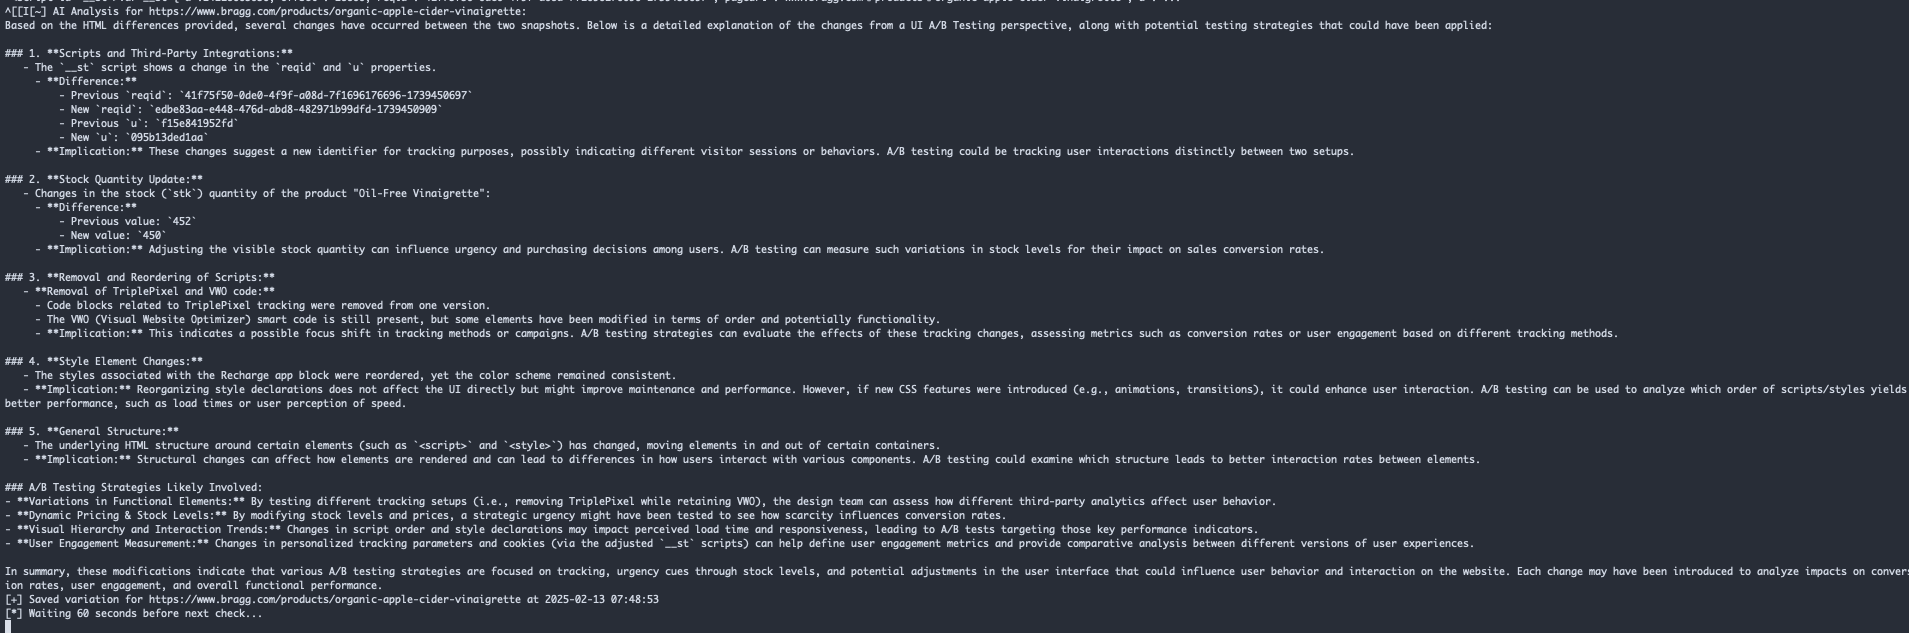 ^[[I[~] AI Analysis for https://www.bragg.com/products/organic-apple-cider-vinaigrette:
Based on the HTML differences provided, several changes have occurred between the two snapshots. Below is a detailed explanation of the changes from a UI A/B Testing perspective, along with potential testing strategies that could have been applied:
### 1. **Scripts and Third-Party Integrations:**
- The `__st` script shows a change in the `reqid` and `u` properties.
- **Difference:**
- Previous `reqid`: `41f75f50-0de0-4f9f-a08d-7f1696176696-1739450697`
- New `reqid`: `edbe83aa-e448-476d-abd8-482971b99dfd-1739450909`
- Previous `u`: `f15e841952fd`
- New `u`: `095b13ded1aa`
- **Implication:** These changes suggest a new identifier for tracking purposes, possibly indicating different visitor sessions or behaviors. A/B testing could be tracking user interactions distinctly between two setups.
### 2. **Stock Quantity Update:**
- Changes in the stock (`stk`) quantity of the product "Oil-Free Vinaigrette":
- **Difference:**
- Previous value: `452`
- New value: `450`
- **Implication:** Adjusting the visible stock quantity can influence urgency and purchasing decisions among users. A/B testing can measure such variations in stock levels for their impact on sales conversion rates.
### 3. **Removal and Reordering of Scripts:**
- **Removal of TriplePixel and VWO code:**
- Code blocks related to TriplePixel tracking were removed from one version.
- The VWO (Visual Website Optimizer) smart code is still present, but some elements have been modified in terms of order and potentially functionality.
- **Implication:** This indicates a possible focus shift in tracking methods or campaigns. A/B testing strategies can evaluate the effects of these tracking changes, assessing metrics such as conversion rates or user engagement based on different tracking methods.
### 4. **Style Element Changes:**
- The styles associated with the Recharge app block were reordered, yet the color scheme remained consistent.
- **Implication:** Reorganizing style declarations does not affect the UI directly but might improve maintenance and performance. However, if new CSS features were introduced (e.g., animations, transitions), it could enhance user interaction. A/B testing can be used to analyze which order of scripts/styles yields
better performance, such as load times or user perception of speed.
### 5. **General Structure:**
- The underlying HTML structure around certain elements (such as `<script>` and `<style>`) has changed, moving elements in and out of certain containers.
- **Implication:** Structural changes can affect how elements are rendered and can lead to differences in how users interact with various components. A/B testing could examine which structure leads to better interaction rates between elements.
### A/B Testing Strategies Likely Involved:
- **Variations in Functional Elements:** By testing different tracking setups (i.e., removing TriplePixel while retaining VWO), the design team can assess how different third-party analytics affect user behavior.
- **Dynamic Pricing & Stock Levels:** By modifying stock levels and prices, a strategic urgency might have been tested to see how scarcity influences conversion rates.
- **Visual Hierarchy and Interaction Trends:** Changes in script order and style declarations may impact perceived load time and responsiveness, leading to A/B tests targeting those key performance indicators.
- **User Engagement Measurement:** Changes in personalized tracking parameters and cookies (via the adjusted `__st` scripts) can help define user engagement metrics and provide comparative analysis between different versions of user experiences.
In summary, these modifications indicate that various A/B testing strategies are focused on tracking, urgency cues through stock levels, and potential adjustments in the user interface that could influence user behavior and interaction on the website. Each change may have been introduced to analyze impacts on convers
ion rates, user engagement, and overall functional performance.
[+] Saved variation for https://www.bragg.com/products/organic-apple-cider-vinaigrette at 2025-02-13 07:48:53
[*] Waiting 60 seconds before next check...